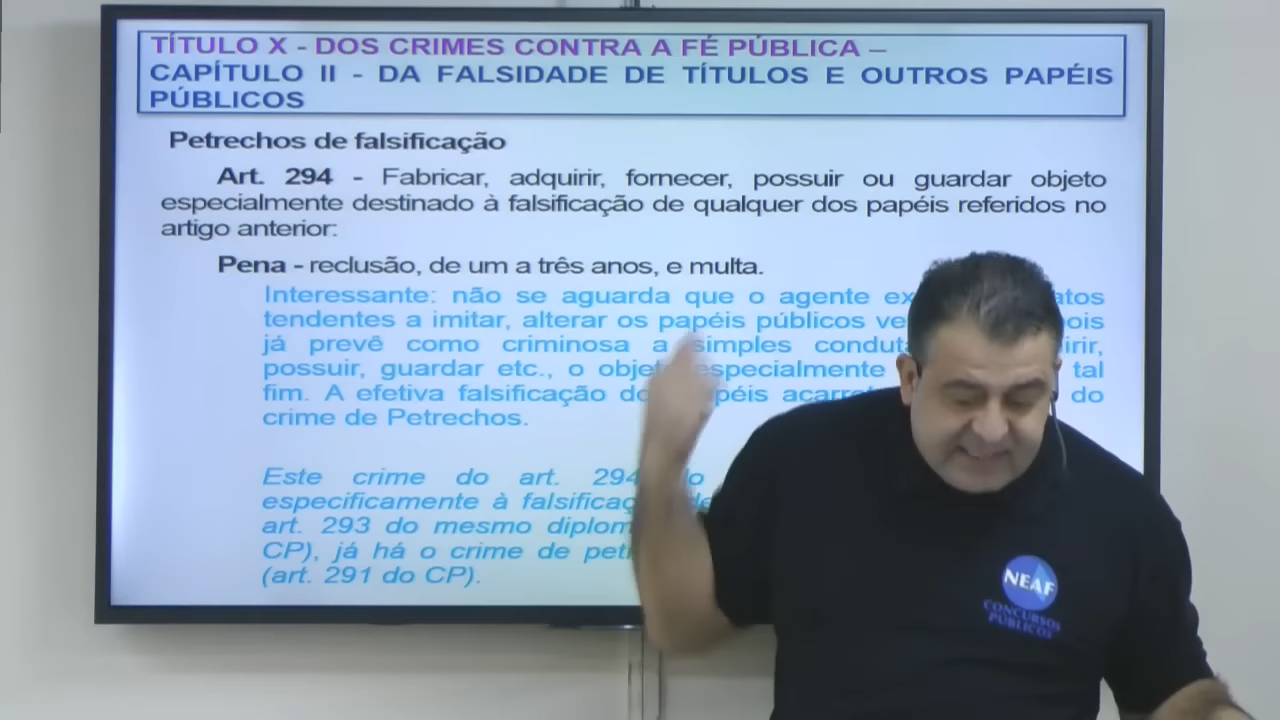 TÍTULO X - DOS CRIMES CONTRA A FÉ PÚBLICA –
CAPÍTULO II - DA FALSIDADE DE TÍTULOS E OUTROS PAPÉIS
PÚBLICOS
Petrechos de falsificação
Art. 294 - Fabricar, adquirir, fornecer, possuir ou guardar objeto
especialmente destinado à falsificação de qualquer dos papéis referidos no
artigo anterior:
Pena - reclusão, de um a três anos, e multa.
Interessante: não se aguarda que o agente atos
tendentes a imitar, alterar os papéis públicos
já prevê como criminosa a simples
possuir, guardar etc., o especialmente tal
fim. A efetiva falsificação do
crime de Petrechos.
Este crime do art. 294
especificamente à
art. 293 do mesmo
CP), já há o crime de
(art. 291 do CP).
NEAF
CONCURSOS
PÚBLICOS